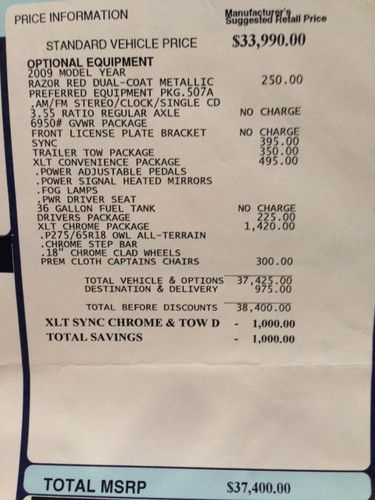 PRICE INFORMATION Manufacturer's
Suggested Retail Price
STANDARD VEHICLE PRICE $33,990.00
OPTIONAL EQUIPMENT
2009 MODEL YEAR
RAZOR RED DUAL-COAT METALLIC 250.00
PREFERRED EQUIPMENT PKG.507A
.AM/FM STEREO/CLOCK/SINGLE CD
3.55 RATIO REGULAR AXLE NO CHARGE
6950# GVWR PACKAGE
FRONT LICENSE PLATE BRACKET NO CHARGE
SYNC 395.00
TRAILER TOW PACKAGE 350.00
XLT CONVENIENCE PACKAGE 495.00
.POWER ADJUSTABLE PEDALS
.POWER SIGNAL HEATED MIRRORS
.FOG LAMPS
.PWR DRIVER SEAT
36 GALLON FUEL TANK NO CHARGE
DRIVERS PACKAGE 225.00
XLT CHROME PACKAGE 1,420.00
.P275/65R18 OWL ALL-TERRAIN
.CHROME STEP BAR
.18" CHROME CLAD WHEELS
PREM CLOTH CAPTAINS CHAIRS 300.00
TOTAL VEHICLE & OPTIONS 37,425.00
DESTINATION & DELIVERY 975.00
TOTAL BEFORE DISCOUNTS 38,400.00
XLT SYNC CHROME & TOW D - 1,000.00
TOTAL SAVINGS - 1,000.00
TOTAL MSRP $37,400.00